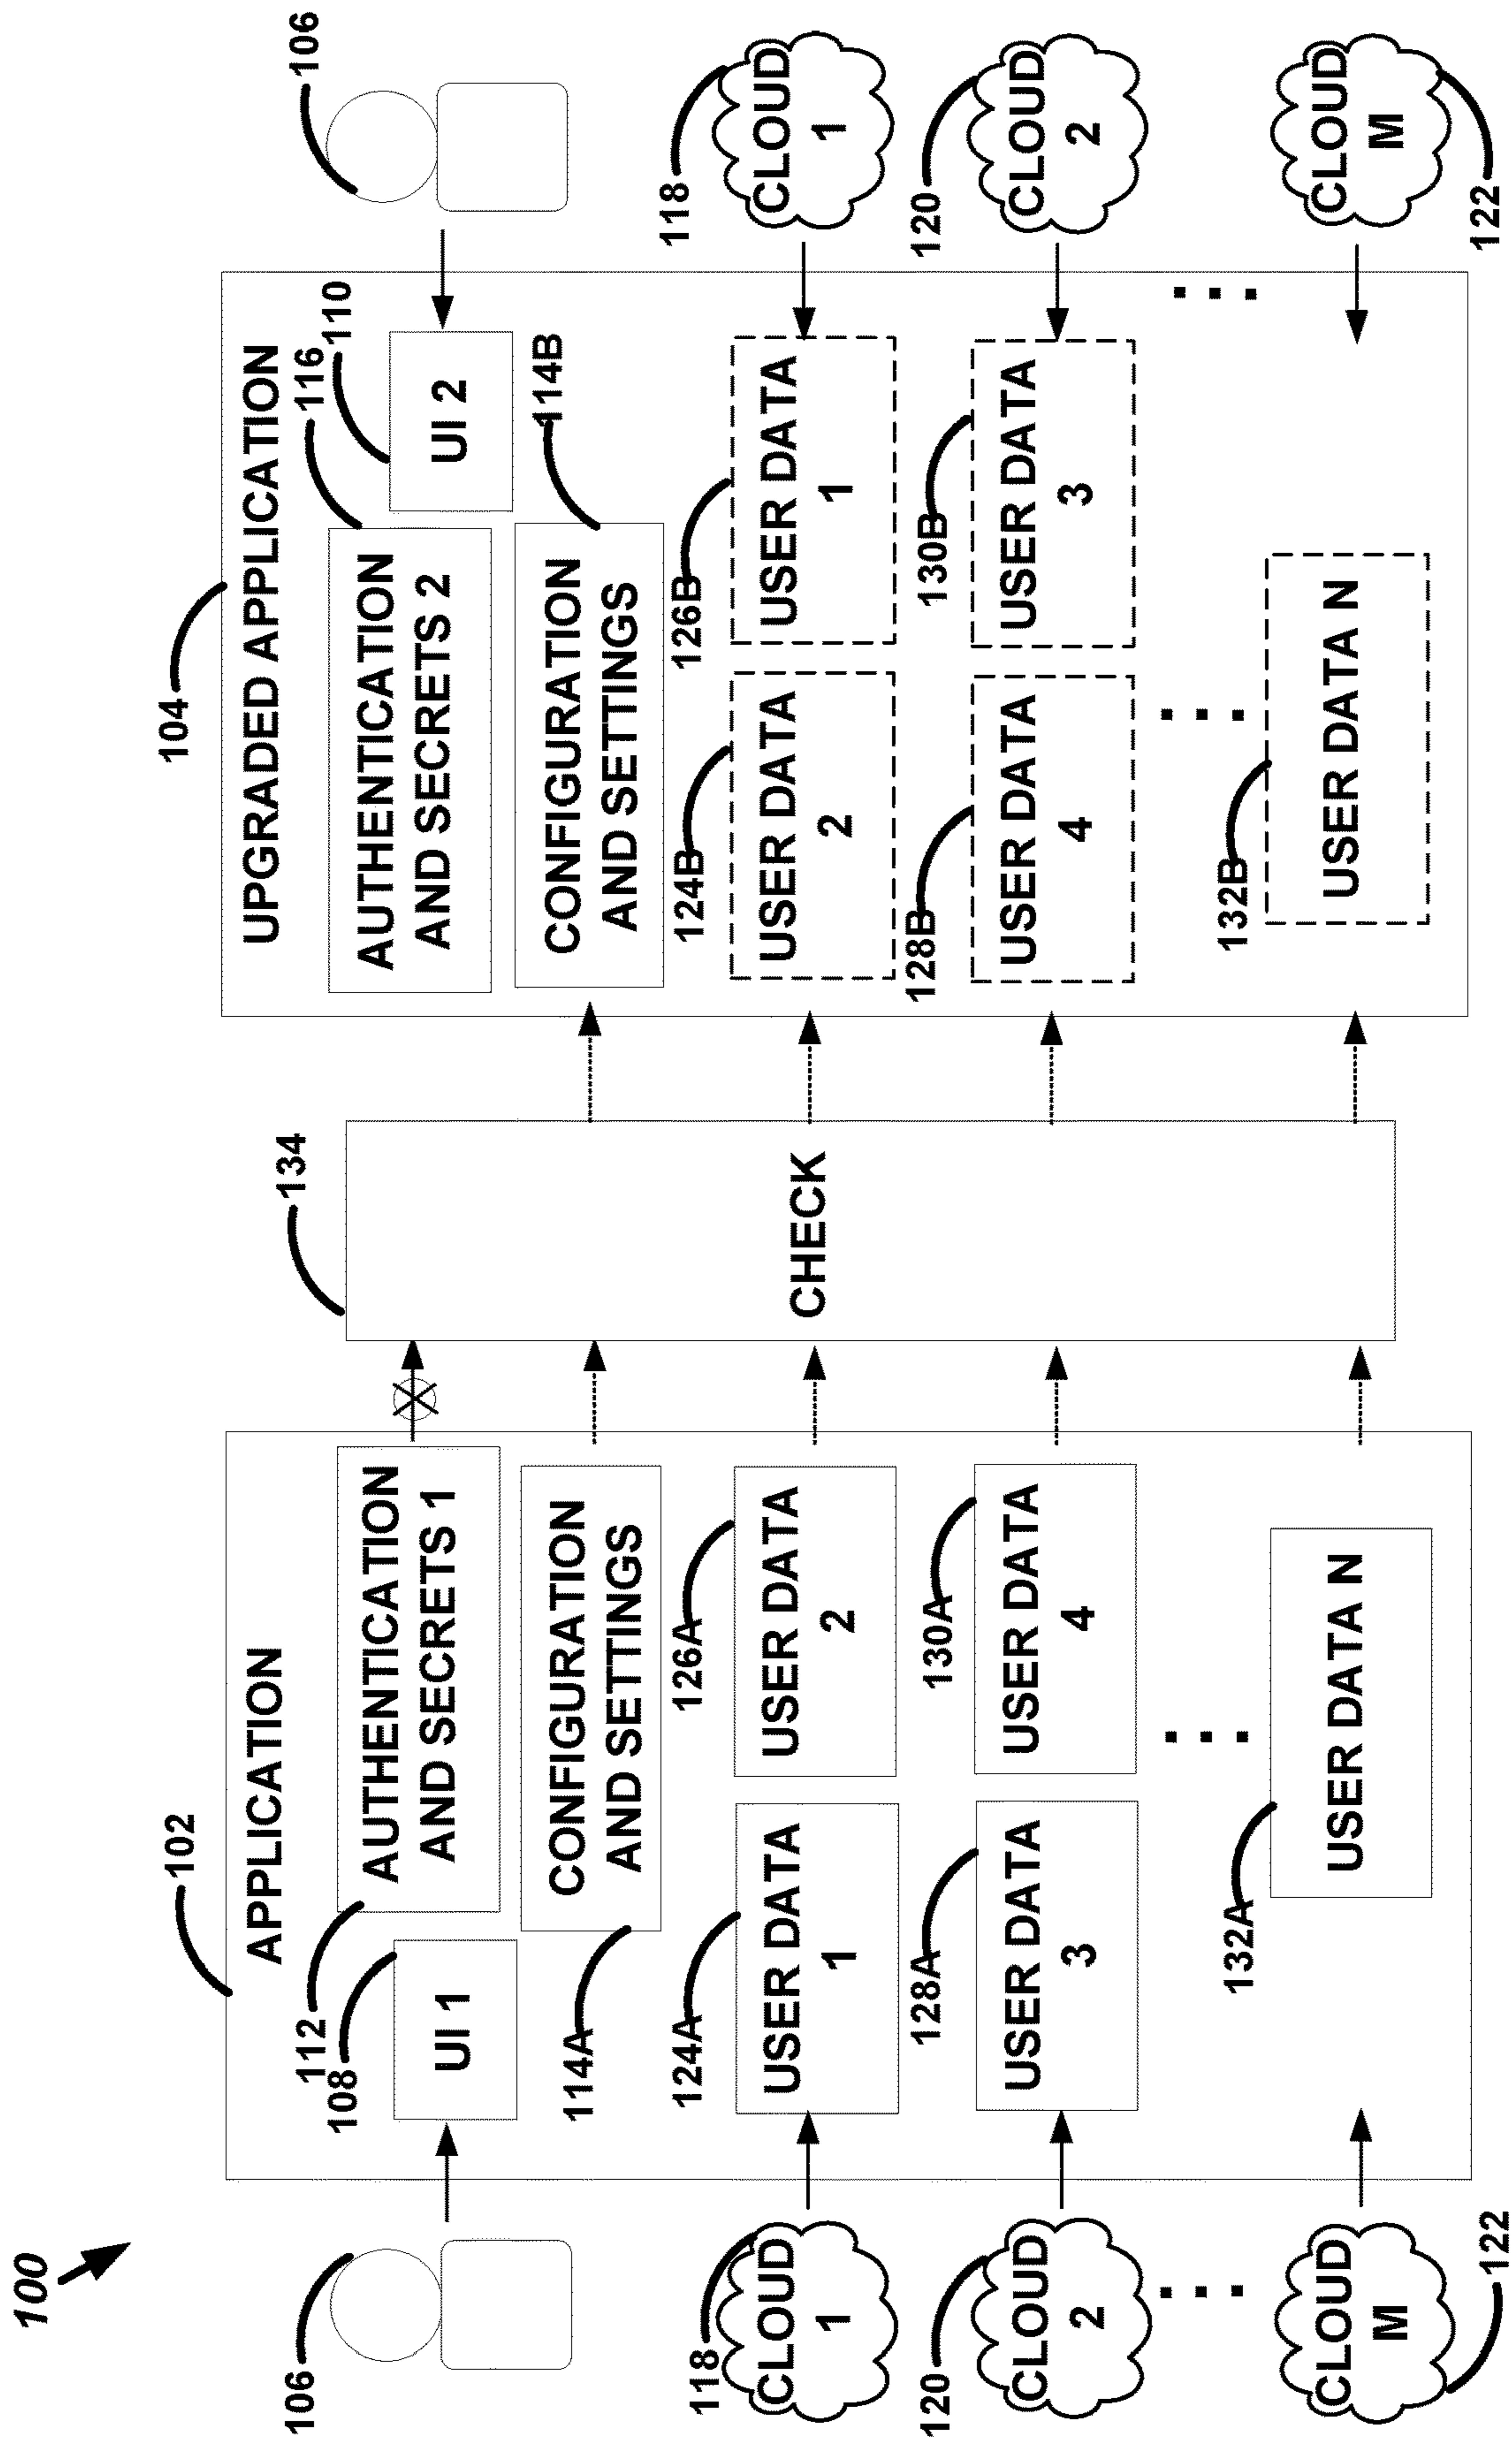 100
106
118
CLOUD
1
120
CLOUD
2
CLOUD
M
122
102
APPLICATION
112
108
UI 1
AUTHENTICATION
AND SECRETS 1
114A
CONFIGURATION
AND SETTINGS
124A
USER DATA
1
126A
USER DATA
2
128A
USER DATA
3
130A
USER DATA
4
132A
USER DATA N
134
CHECK
104
UPGRADED APPLICATION
116
110
AUTHENTICATION
AND SECRETS 2
UI 2
114B
CONFIGURATION
AND SETTINGS
124B
USER DATA
2
126B
USER DATA
1
128B
USER DATA
4
130B
USER DATA
3
132B
USER DATA N
106
118
CLOUD
1
120
CLOUD
2
CLOUD
M
122